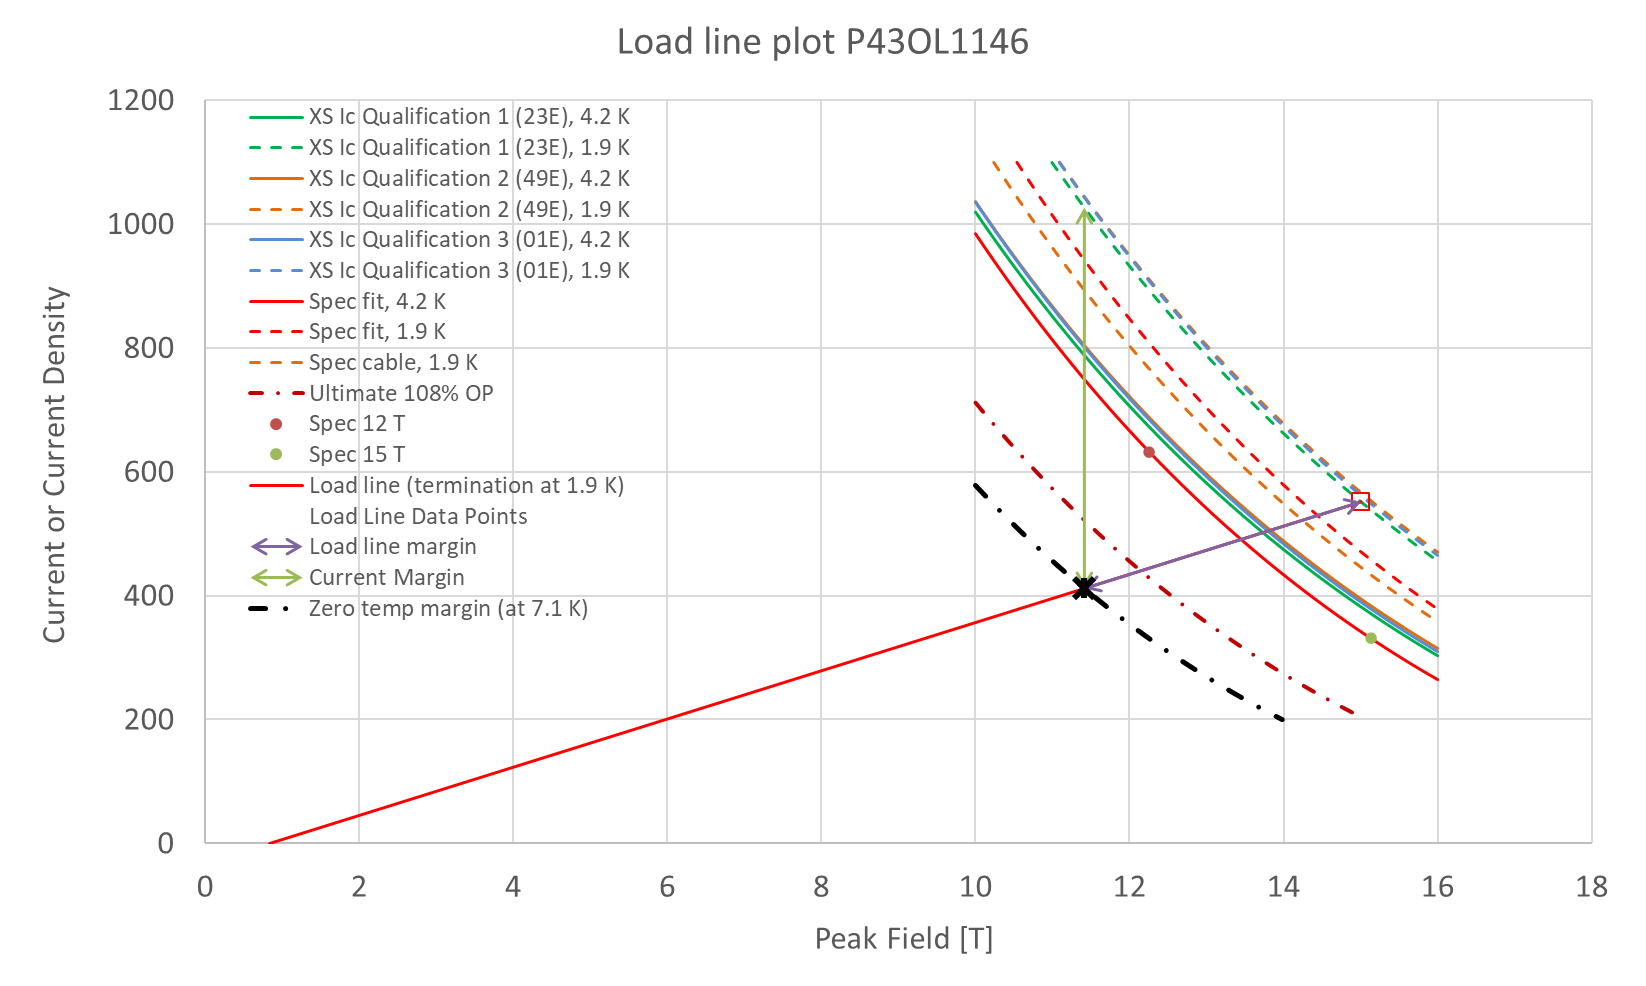 Load line plot P43OL1146
1200
1000
800
600
400
200
0
Current or Current Density
XS Ic Qualification 1 (23E), 4.2 K
XS Ic Qualification 1 (23E), 1.9 K
XS Ic Qualification 2 (49E), 4.2 K
XS Ic Qualification 2 (49E), 1.9 K
XS Ic Qualification 3 (01E), 4.2 K
XS Ic Qualification 3 (01E), 1.9 K
Spec fit, 4.2 K
Spec fit, 1.9 K
Spec cable, 1.9 K
Ultimate 108% OP
Spec 12 T
Spec 15 T
Load line (termination at 1.9 K)
Load Line Data Points
Load line margin
Current Margin
Zero temp margin (at 7.1 K)
0 2 4 6 8 10 12 14 16 18
Peak Field [T]